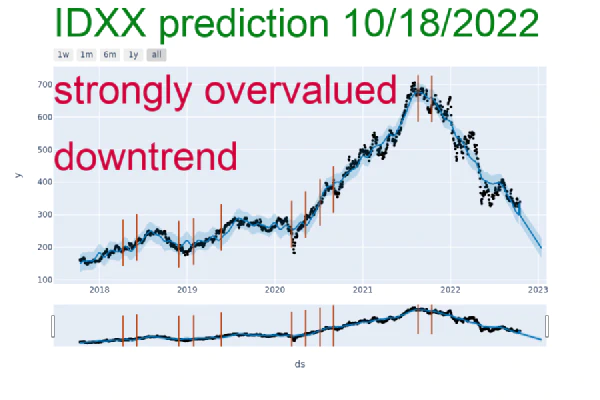 IDXX prediction 10/18/2022
1w 1m 6m 1y all
strongly overvalued
downtrend
700
600
500
400
300
200
100
y
2018 2019 2020 2021 2022 2023
ds